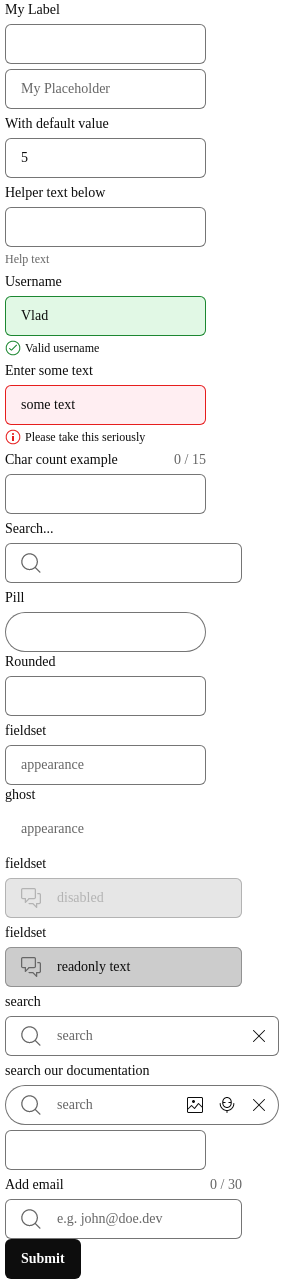 My Label
My Placeholder
With default value
5
Helper text below
Help text
Username
Vlad
Valid username
Enter some text
some text
Please take this seriously
Char count example 0 / 15
Search...
Pill
Rounded
fieldset
appearance
ghost
appearance
fieldset
disabled
fieldset
readonly text
search
search
search our documentation
search
Add email 0 / 30
e.g. john@doe.dev
Submit